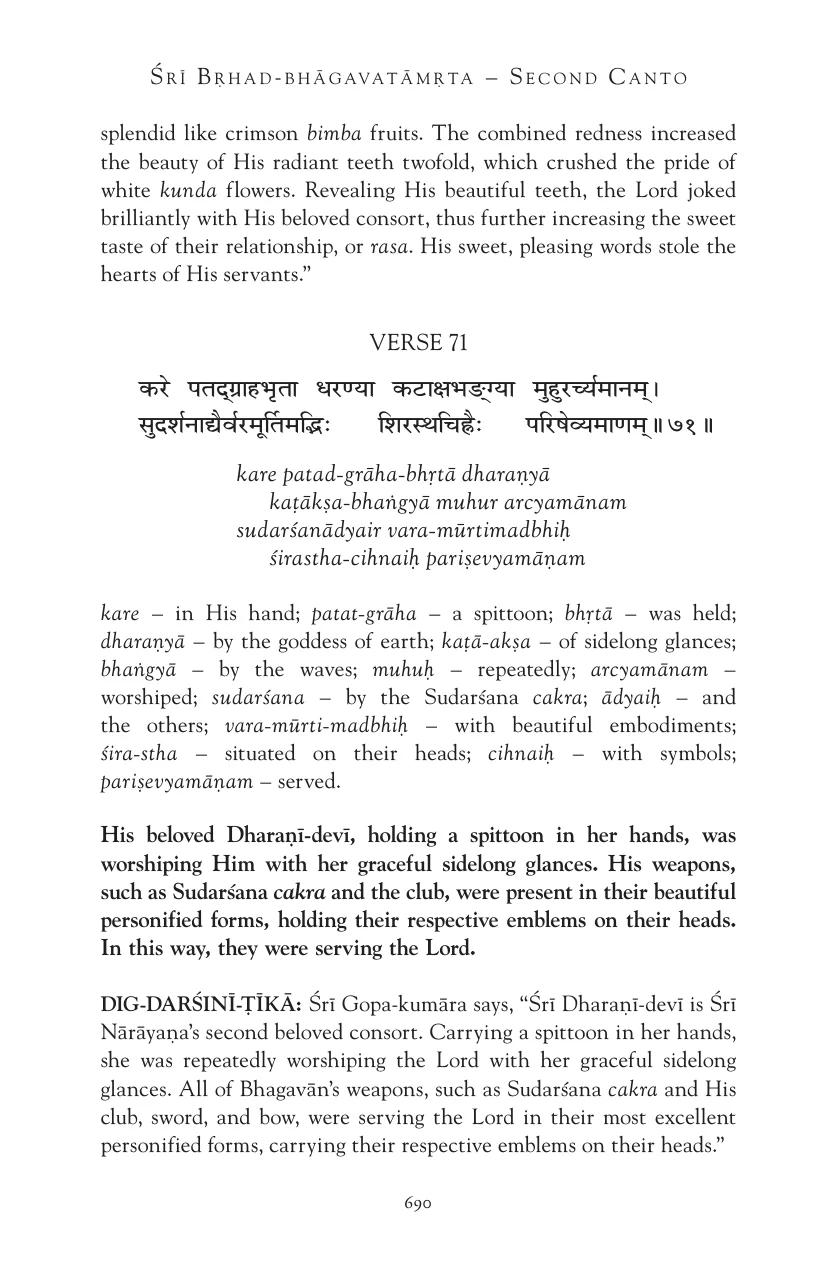 Śrī Bṛhad-bhāgavatāmṛta – Second Canto
splendid like crimson bimba fruits. The combined redness increased
the beauty of His radiant teeth twofold, which crushed the pride of
white kunda flowers. Revealing His beautiful teeth, the Lord joked
brilliantly with His beloved consort, thus further increasing the sweet
taste of their relationship, or rasa. His sweet, pleasing words stole the
hearts of His servants.”
VERSE 71
करे पतद्ग्राहभृता धरण्या कटाक्षभङ्ग्या मुहुरर्च्यमानम्।
सुदर्शनाद्यैर्वरमूर्तिमद्भिः शिरस्थचिह्नैः परिषेव्यमाणम्॥७१॥
kare patad-grāha-bhṛtā dharaṇyā
kaṭākṣa-bhaṅgyā muhur arcyamānam
sudarśanādyair vara-mūrtimadbhiḥ
śirastha-cihnaiḥ pariṣevyamāṇam
kare – in His hand; patat-grāha – a spittoon; bhṛtā – was held;
dharaṇyā – by the goddess of earth; kaṭā-akṣa – of sidelong glances;
bhaṅgyā – by the waves; muhuḥ – repeatedly; arcyamānam –
worshiped; sudarśana – by the Sudarśana cakra; ādyaiḥ – and
the others; vara-mūrti-madbhiḥ – with beautiful embodiments;
śira-stha – situated on their heads; cihnaiḥ – with symbols;
pariṣevyamāṇam – served.
His beloved Dharaṇī-devī, holding a spittoon in her hands, was
worshiping Him with her graceful sidelong glances. His weapons,
such as Sudarśana cakra and the club, were present in their beautiful
personified forms, holding their respective emblems on their heads.
In this way, they were serving the Lord.
DIG-DARŚINĪ-ṬĪKĀ: Śrī Gopa-kumāra says, “Śrī Dharaṇī-devī is Śrī
Nārāyaṇa’s second beloved consort. Carrying a spittoon in her hands,
she was repeatedly worshiping the Lord with her graceful sidelong
glances. All of Bhagavān’s weapons, such as Sudarśana cakra and His
club, sword, and bow, were serving the Lord in their most excellent
personified forms, carrying their respective emblems on their heads.”
690